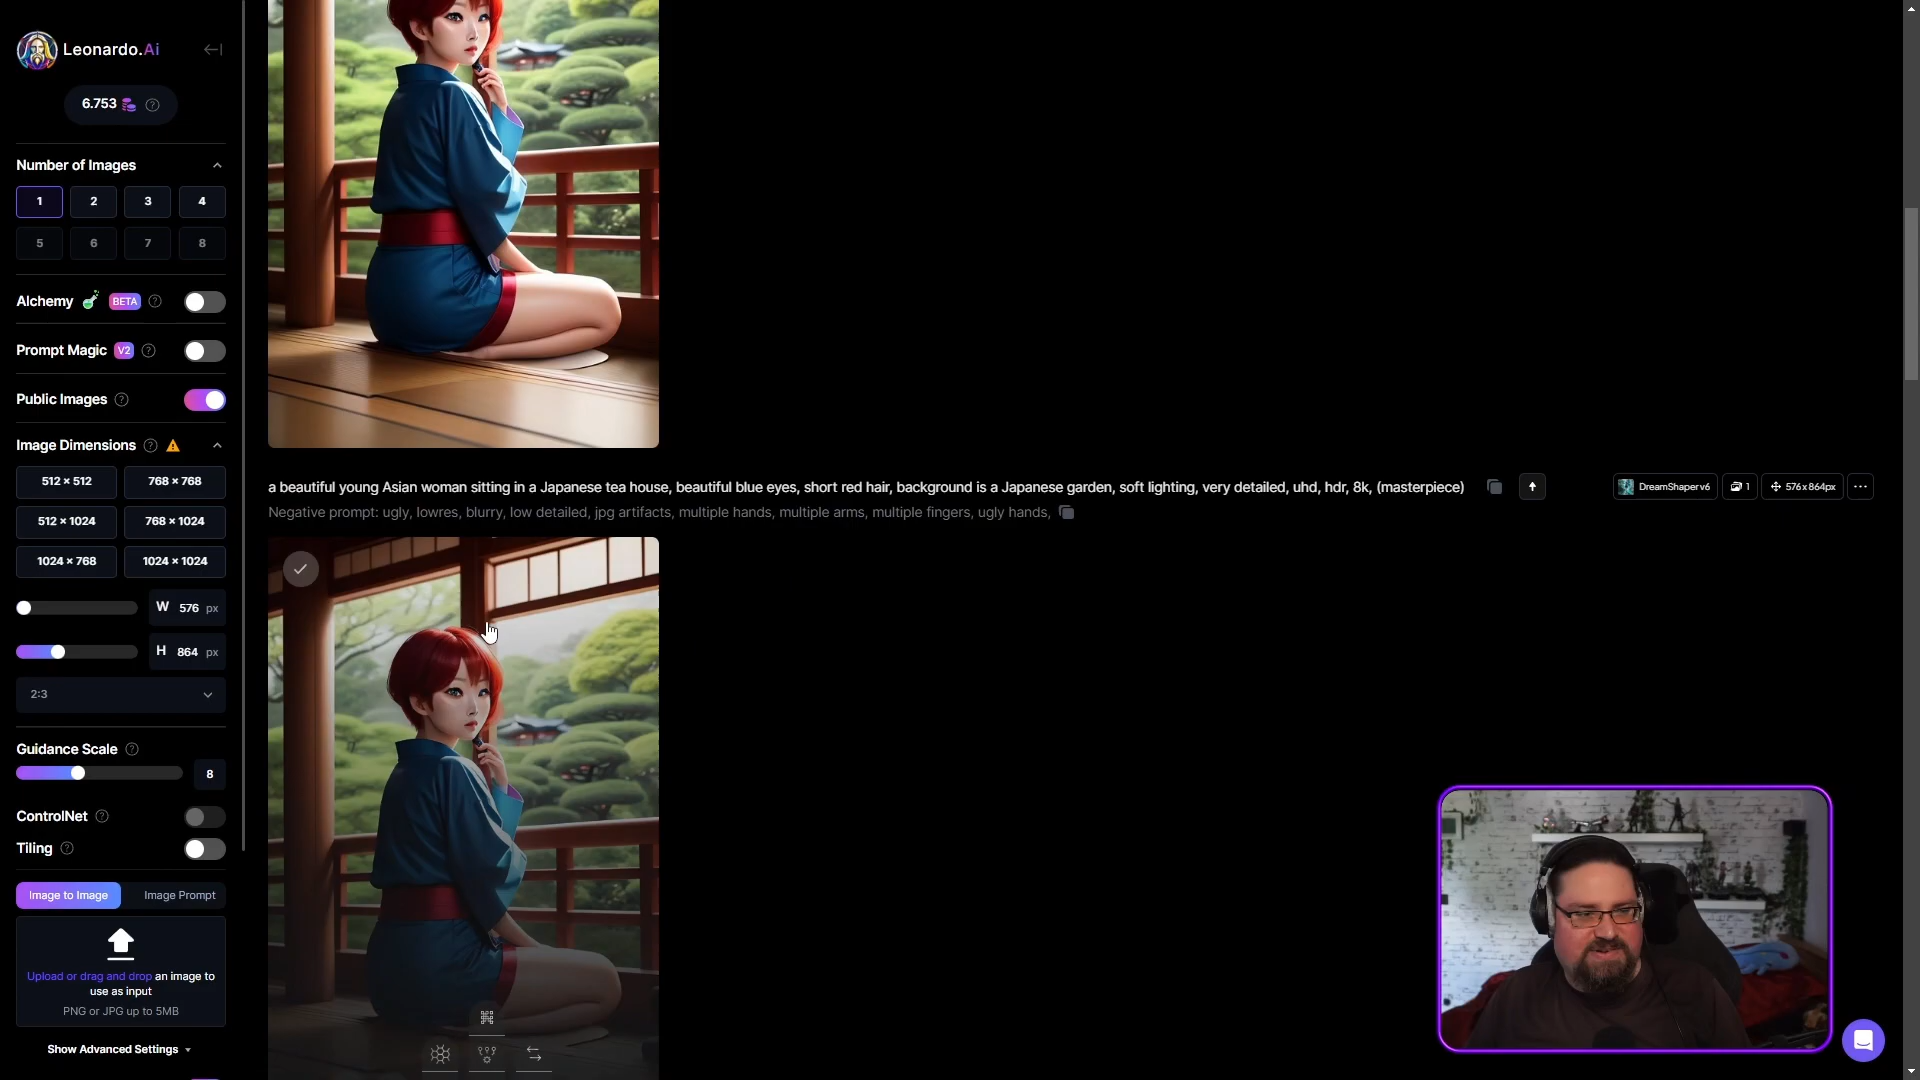 Leonardo.Ai
6.753
Number of Images
1 2 3 4
5 6 7 8
Alchemy BETA
Prompt Magic V2
Public Images
Image Dimensions
512 × 512 768 × 768
512 × 1024 768 × 1024
1024 × 768 1024 × 1024
W 576 px
H 864 px
2:3
Guidance Scale
8
ControlNet
Tiling
Image to Image Image Prompt
Upload or drag and drop an image to
use as input
PNG or JPG up to 5MB
Show Advanced Settings
a beautiful young Asian woman sitting in a Japanese tea house, beautiful blue eyes, short red hair, background is a Japanese garden, soft lighting, very detailed, uhd, hdr, 8k, (masterpiece)
DreamShaper v6 1 576x864px
Negative prompt: ugly, lowres, blurry, low detailed, jpg artifacts, multiple hands, multiple arms, multiple fingers, ugly hands,